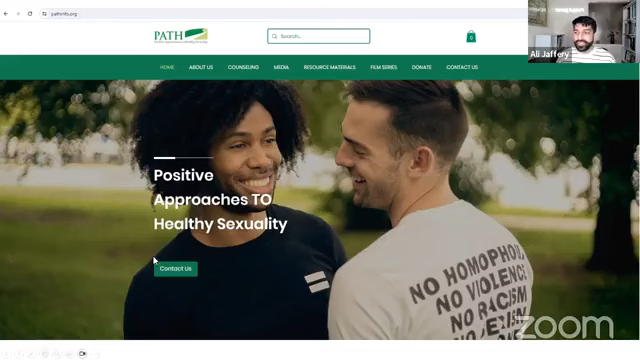 pathinfo.org
PATH
Search...
0
HOME ABOUT US COUNSELING MEDIA RESOURCE MATERIALS FILM SERIES DONATE CONTACT US
Ali Jaffery
Positive
Approaches TO
Healthy Sexuality
Contact Us
NO HOMOPHOBI
NO VIOLENCE
NO RACISM
zoom